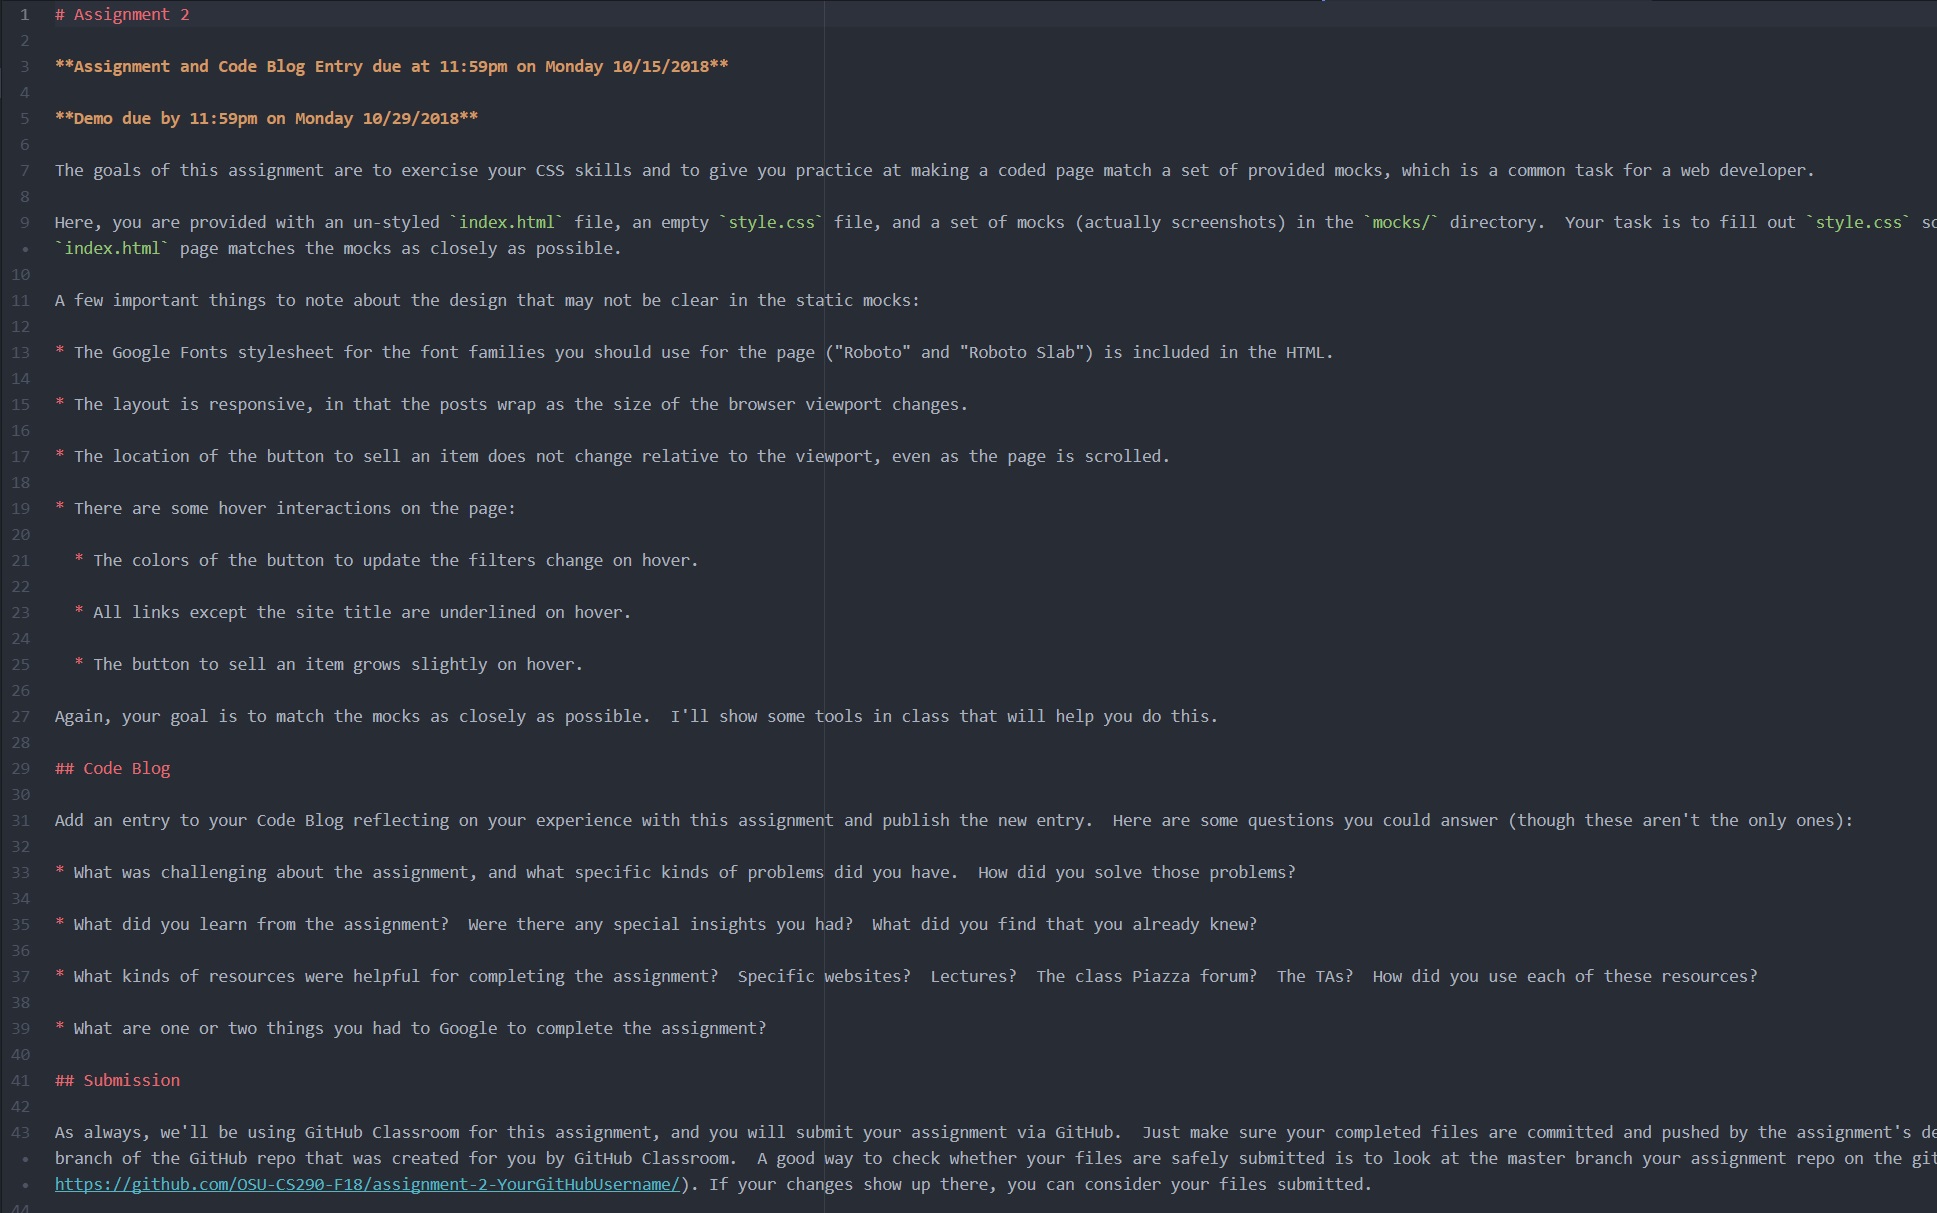 1 # Assignment 2
2
3 **Assignment and Code Blog Entry due at 11:59pm on Monday 10/15/2018**
4
5 **Demo due by 11:59pm on Monday 10/29/2018**
6
7 The goals of this assignment are to exercise your CSS skills and to give you practice at making a coded page match a set of provided mocks, which is a common task for a web developer.
8
9 Here, you are provided with an un-styled `index.html` file, an empty `style.css` file, and a set of mocks (actually screenshots) in the `mocks/` directory.  Your task is to fill out `style.css` so
• `index.html` page matches the mocks as closely as possible.
10
11 A few important things to note about the design that may not be clear in the static mocks:
12
13 * The Google Fonts stylesheet for the font families you should use for the page ("Roboto" and "Roboto Slab") is included in the HTML.
14
15 * The layout is responsive, in that the posts wrap as the size of the browser viewport changes.
16
17 * The location of the button to sell an item does not change relative to the viewport, even as the page is scrolled.
18
19 * There are some hover interactions on the page:
20
21   * The colors of the button to update the filters change on hover.
22
23   * All links except the site title are underlined on hover.
24
25   * The button to sell an item grows slightly on hover.
26
27 Again, your goal is to match the mocks as closely as possible.  I'll show some tools in class that will help you do this.
28
29 ## Code Blog
30
31 Add an entry to your Code Blog reflecting on your experience with this assignment and publish the new entry.  Here are some questions you could answer (though these aren't the only ones):
32
33 * What was challenging about the assignment, and what specific kinds of problems did you have.  How did you solve those problems?
34
35 * What did you learn from the assignment?  Were there any special insights you had?  What did you find that you already knew?
36
37 * What kinds of resources were helpful for completing the assignment?  Specific websites?  Lectures?  The class Piazza forum?  The TAs?  How did you use each of these resources?
38
39 * What are one or two things you had to Google to complete the assignment?
40
41 ## Submission
42
43 As always, we'll be using GitHub Classroom for this assignment, and you will submit your assignment via GitHub.  Just make sure your completed files are committed and pushed by the assignment's de
• branch of the GitHub repo that was created for you by GitHub Classroom.  A good way to check whether your files are safely submitted is to look at the master branch your assignment repo on the git
• https://github.com/OSU-CS290-F18/assignment-2-YourGitHubUsername/). If your changes show up there, you can consider your files submitted.
44